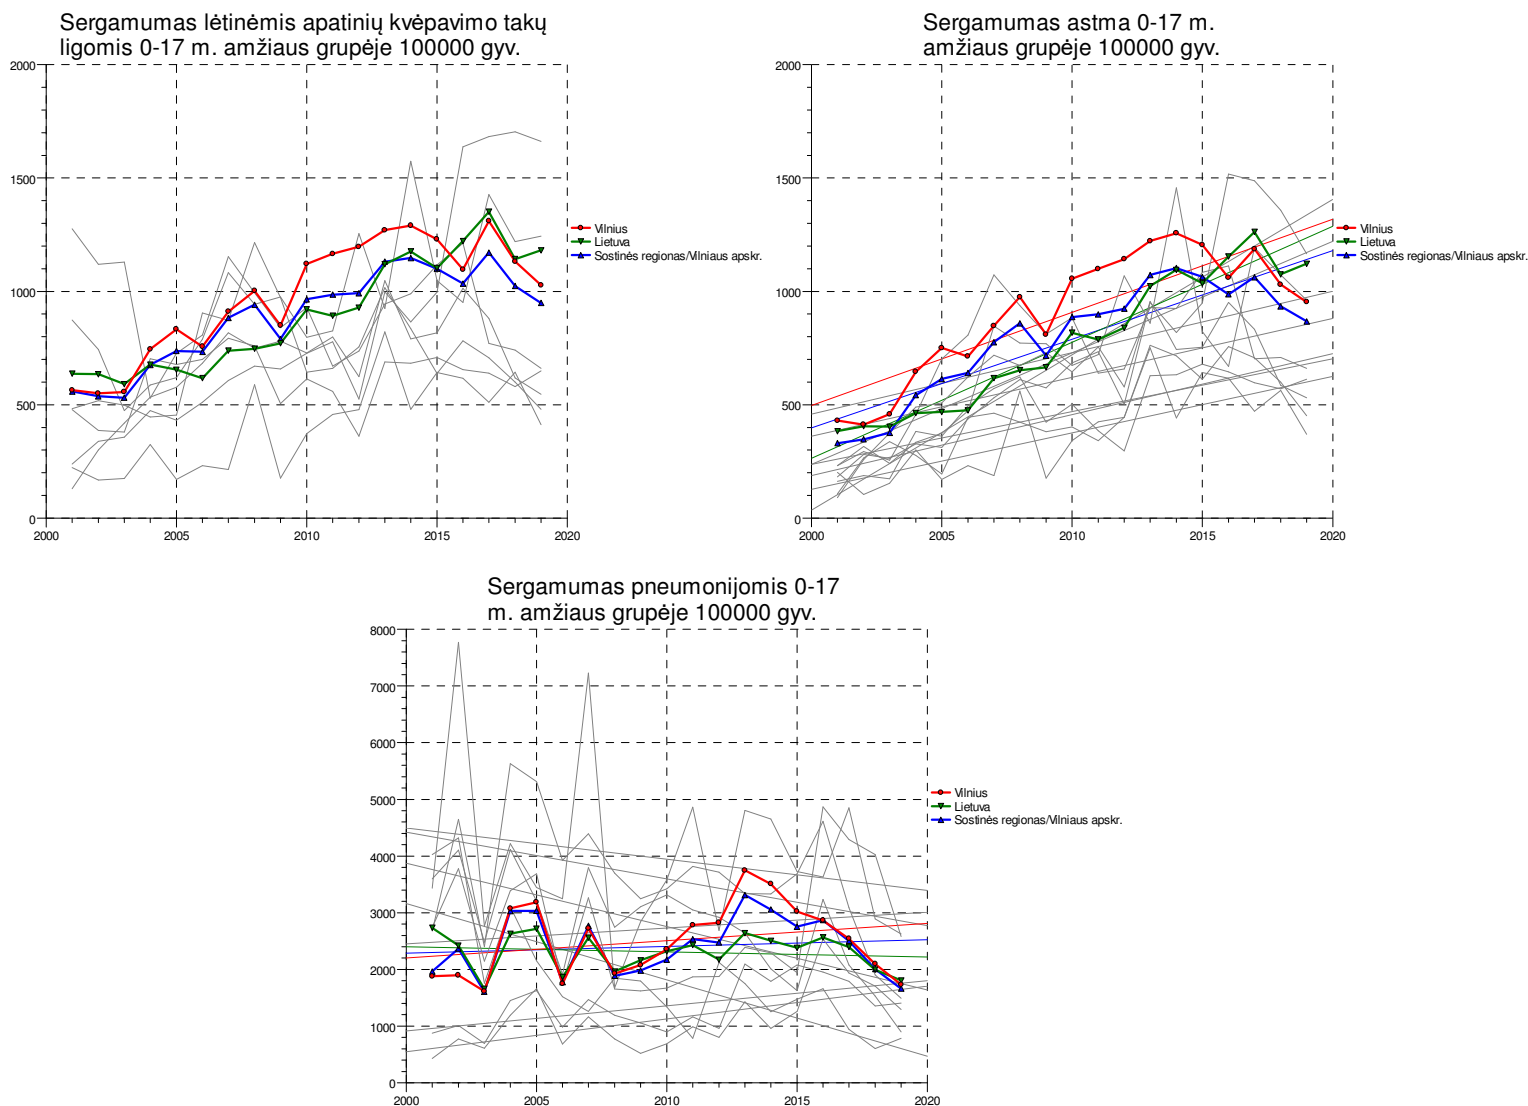 Sergamumas lėtinėmis apatinių kvėpavimo takų
ligomis 0-17 m. amžiaus grupėje 100000 gyv.
2000
1500
1000
500
0
2000
2005
2010
2015
2020
Vilnius
Lietuva
Sostinės regionas/Vilniaus apskr.
Sergamumas astma 0-17 m.
amžiaus grupėje 100000 gyv.
2000
1500
1000
500
0
2000
2005
2010
2015
2020
Vilnius
Lietuva
Sostinės regionas/Vilniaus apskr.
Sergamumas pneumonijomis 0-17
m. amžiaus grupėje 100000 gyv.
8000
7000
6000
5000
4000
3000
2000
1000
0
2000
2005
2010
2015
2020
Vilnius
Lietuva
Sostinės regionas/Vilniaus apskr.